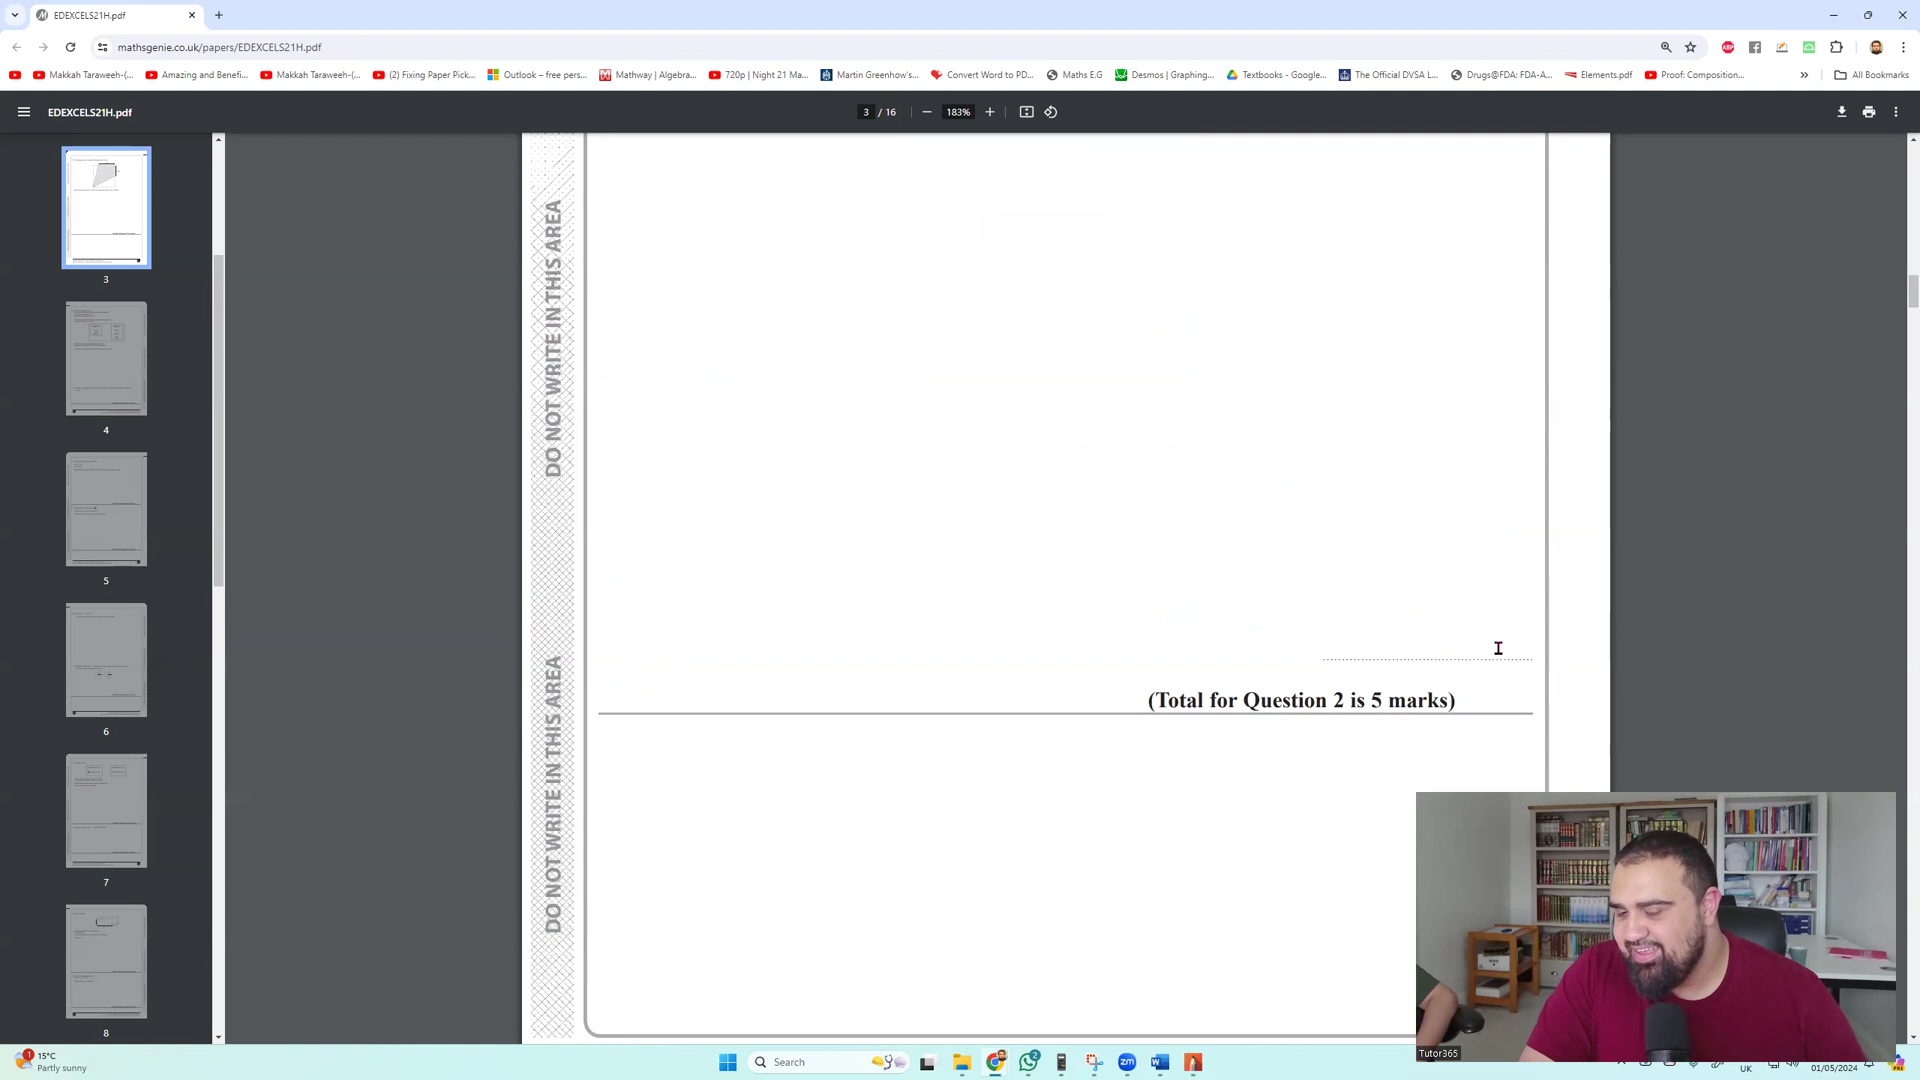 EDEXCELS21H.pdf
mathsgenie.co.uk/papers/EDEXCELS21H.pdf
Makkah Taraweeh-(...
Amazing and Benefi...
Makkah Taraweeh-(...
(2) Fixing Paper Pick...
Outlook – free pers...
Mathway | Algebra...
720p | Night 21 Ma...
Martin Greenhow's...
Convert Word to PD...
Maths E.G
Desmos | Graphing...
Textbooks - Google...
The Official DVSA L...
Drugs@FDA: FDA-A...
Elements.pdf
Proof: Composition...
All Bookmarks
EDEXCELS21H.pdf
3 / 16
183%
3
4
5
6
7
8
DO NOT WRITE IN THIS AREA
DO NOT WRITE IN THIS AREA
(Total for Question 2 is 5 marks)
Tutor365
15°C
Partly sunny
Search
UK
01/05/2024